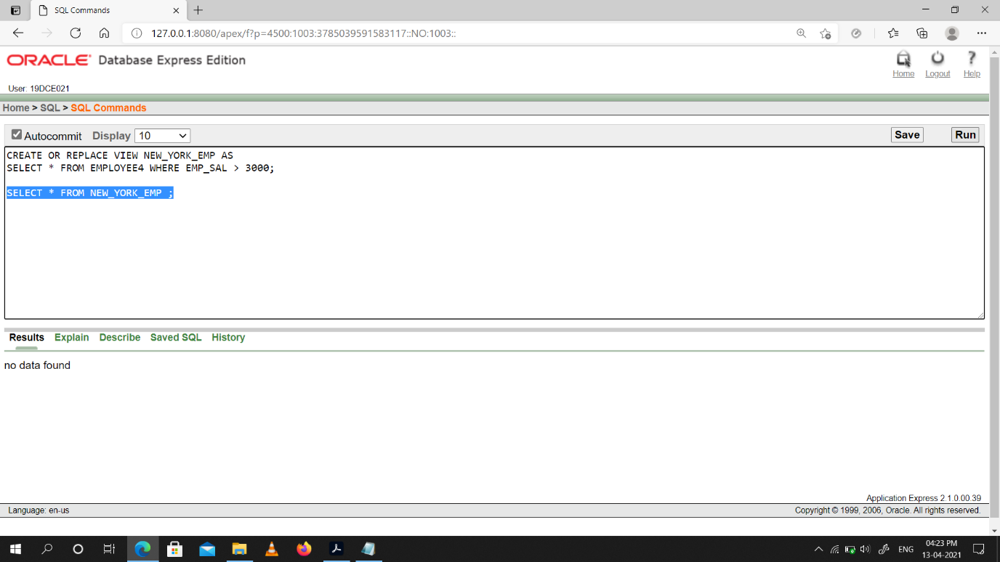 SQL Commands
127.0.0.1:8080/apex/f?p=4500:1003:3785039591583117::NO:1003::
ORACLE Database Express Edition
Home Logout Help
User: 19DCE021
Home > SQL > SQL Commands
Autocommit Display 10 Save Run
CREATE OR REPLACE VIEW NEW_YORK_EMP AS
SELECT * FROM EMPLOYEE4 WHERE EMP_SAL > 3000;
SELECT * FROM NEW_YORK_EMP ;
Results Explain Describe Saved SQL History
no data found
Application Express 2.1.0.00.39
Language: en-us Copyright © 1999, 2006, Oracle. All rights reserved.
ENG 04:23 PM
13-04-2021